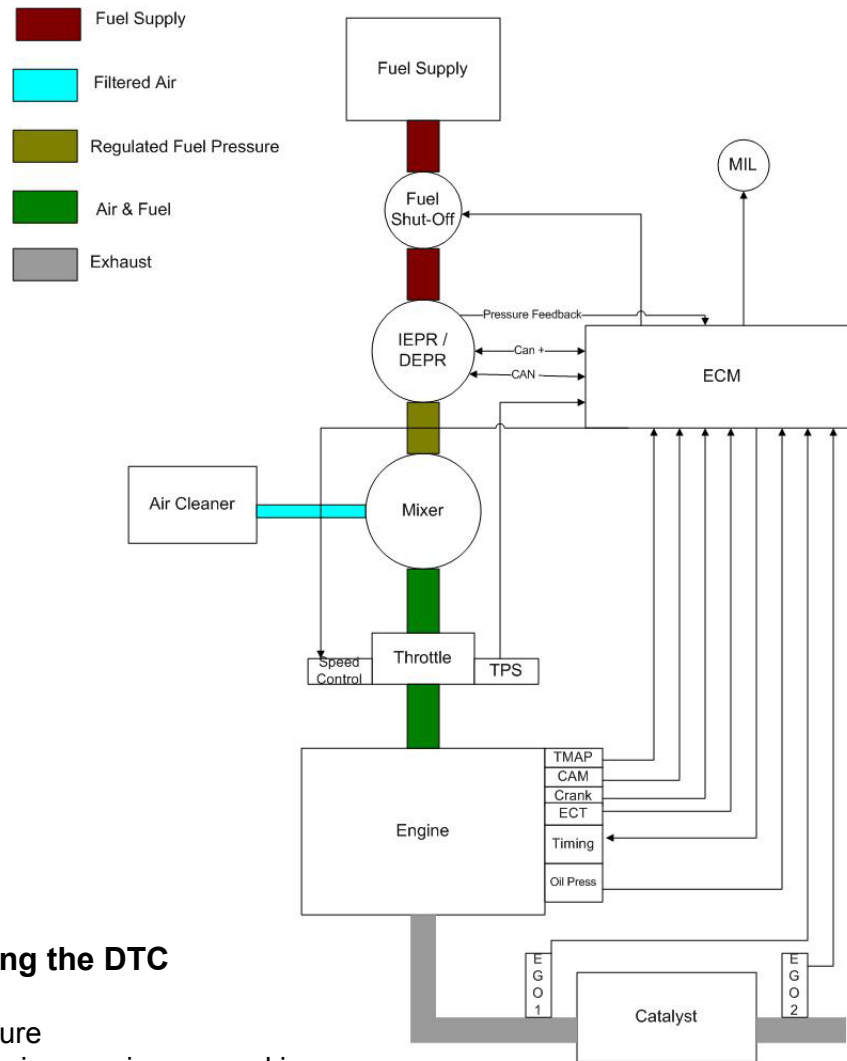 Fuel Supply
Filtered Air
Regulated Fuel Pressure
Air & Fuel
Exhaust
Fuel Supply
Fuel
Shut-Off
MIL
Pressure Feedback
IEPR /
DEPR
Can +
CAN -
ECM
Air Cleaner
Mixer
Speed
Control
Throttle
TPS
TMAP
CAM
Crank
ECT
Engine
Timing
Oil Press
ng the DTC
ure
E
G
O
1
E
G
O
2
Catalyst